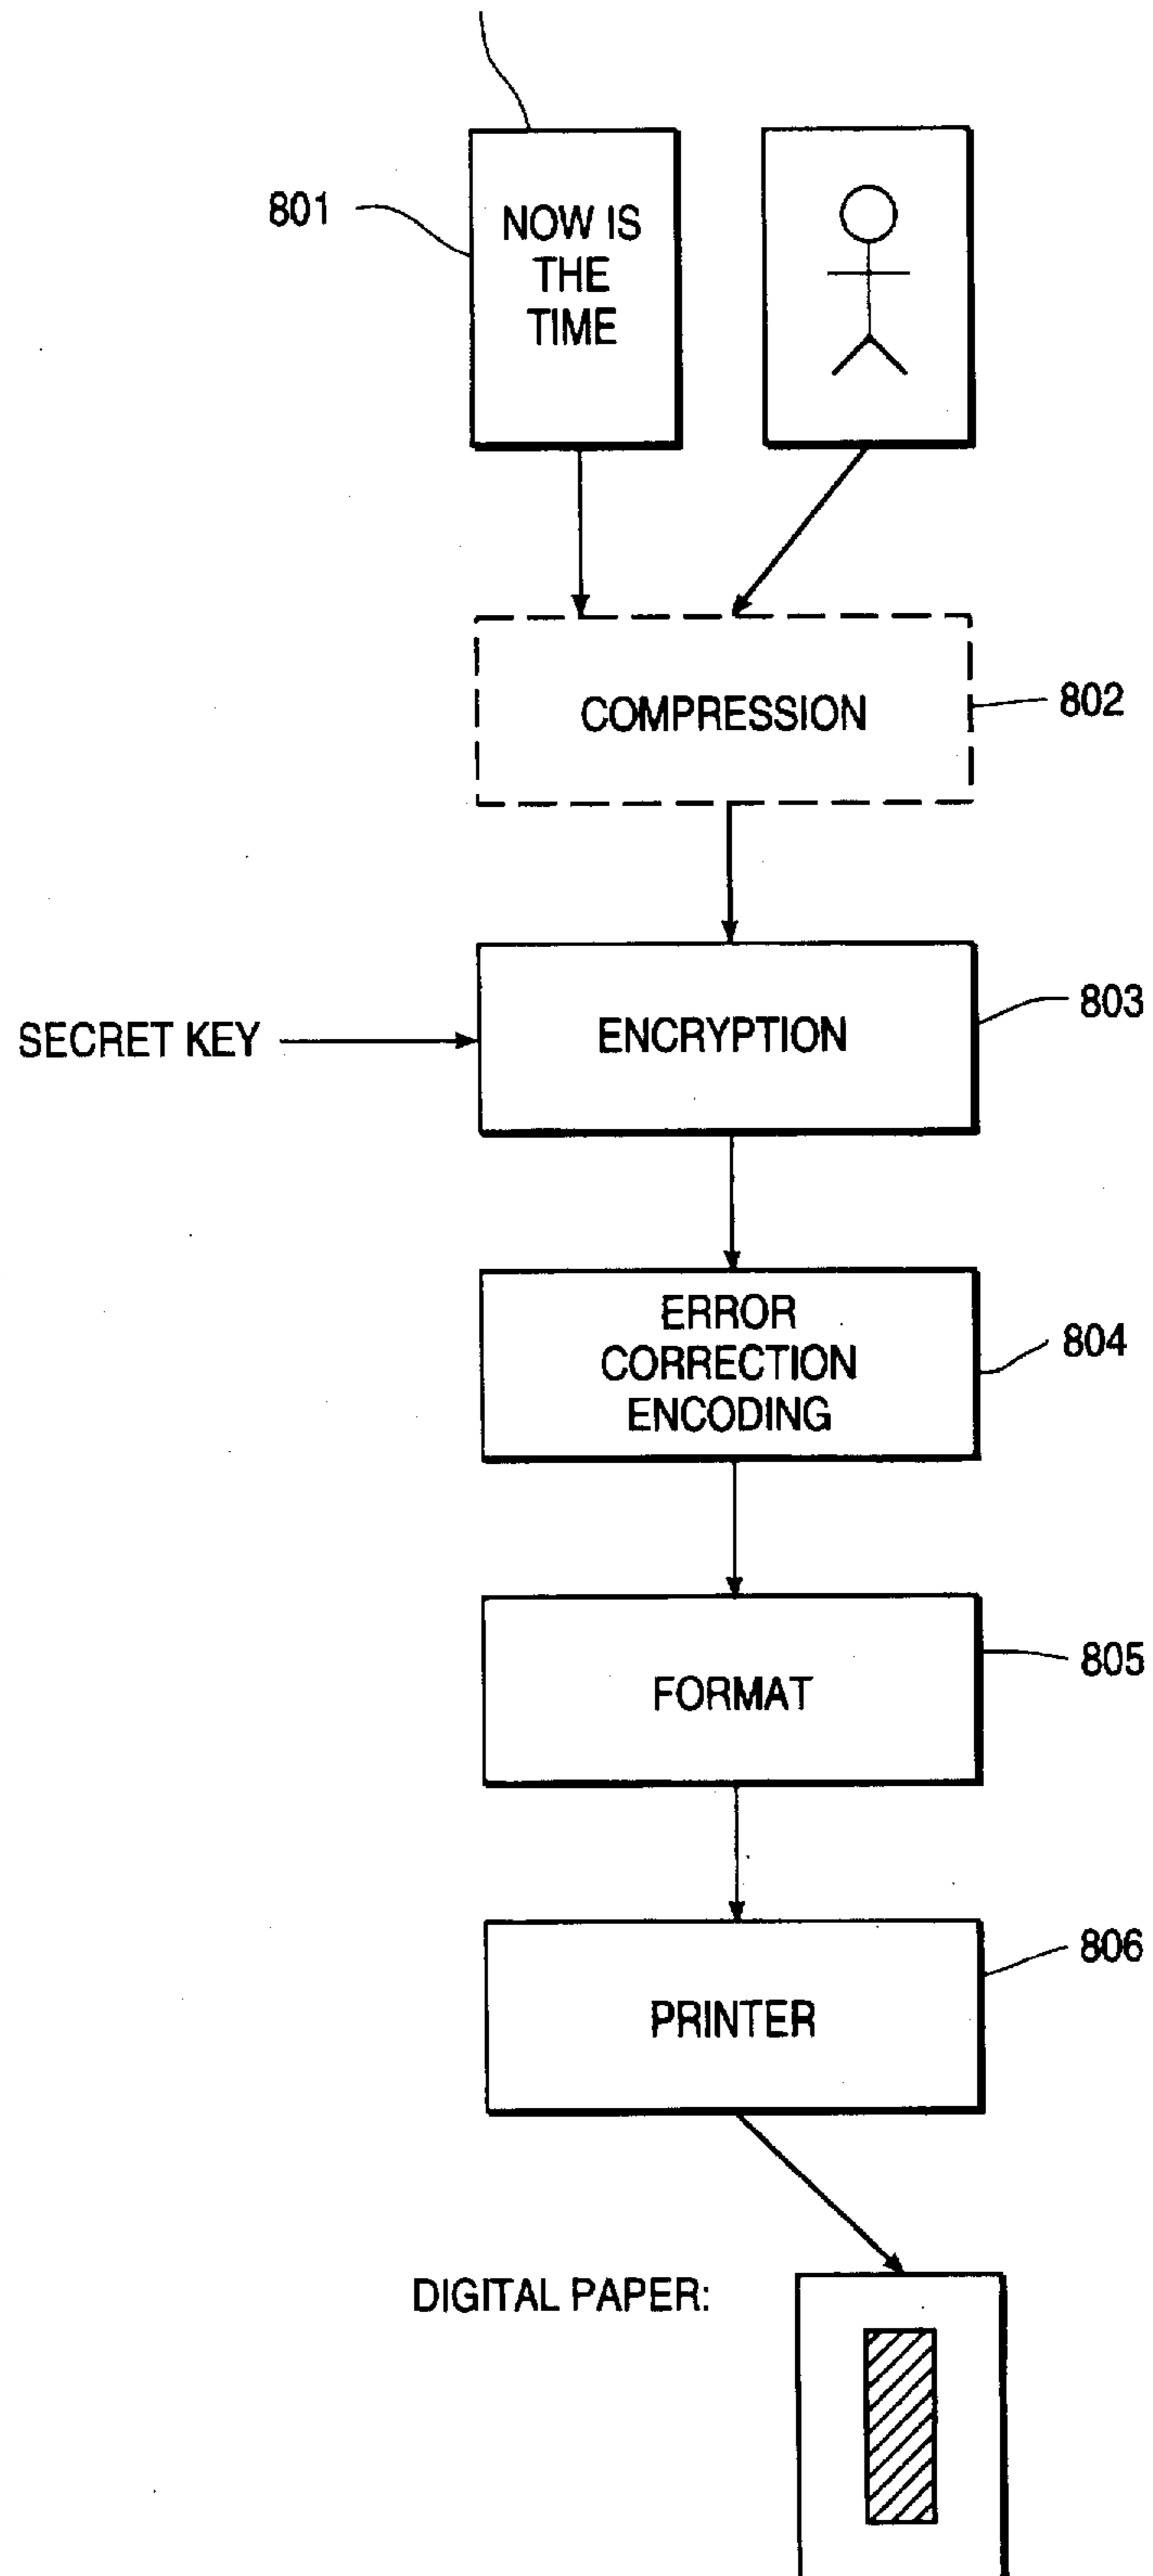 801
NOW IS
THE
TIME
COMPRESSION
802
SECRET KEY
ENCRYPTION
803
ERROR
CORRECTION
ENCODING
804
FORMAT
805
PRINTER
806
DIGITAL PAPER: